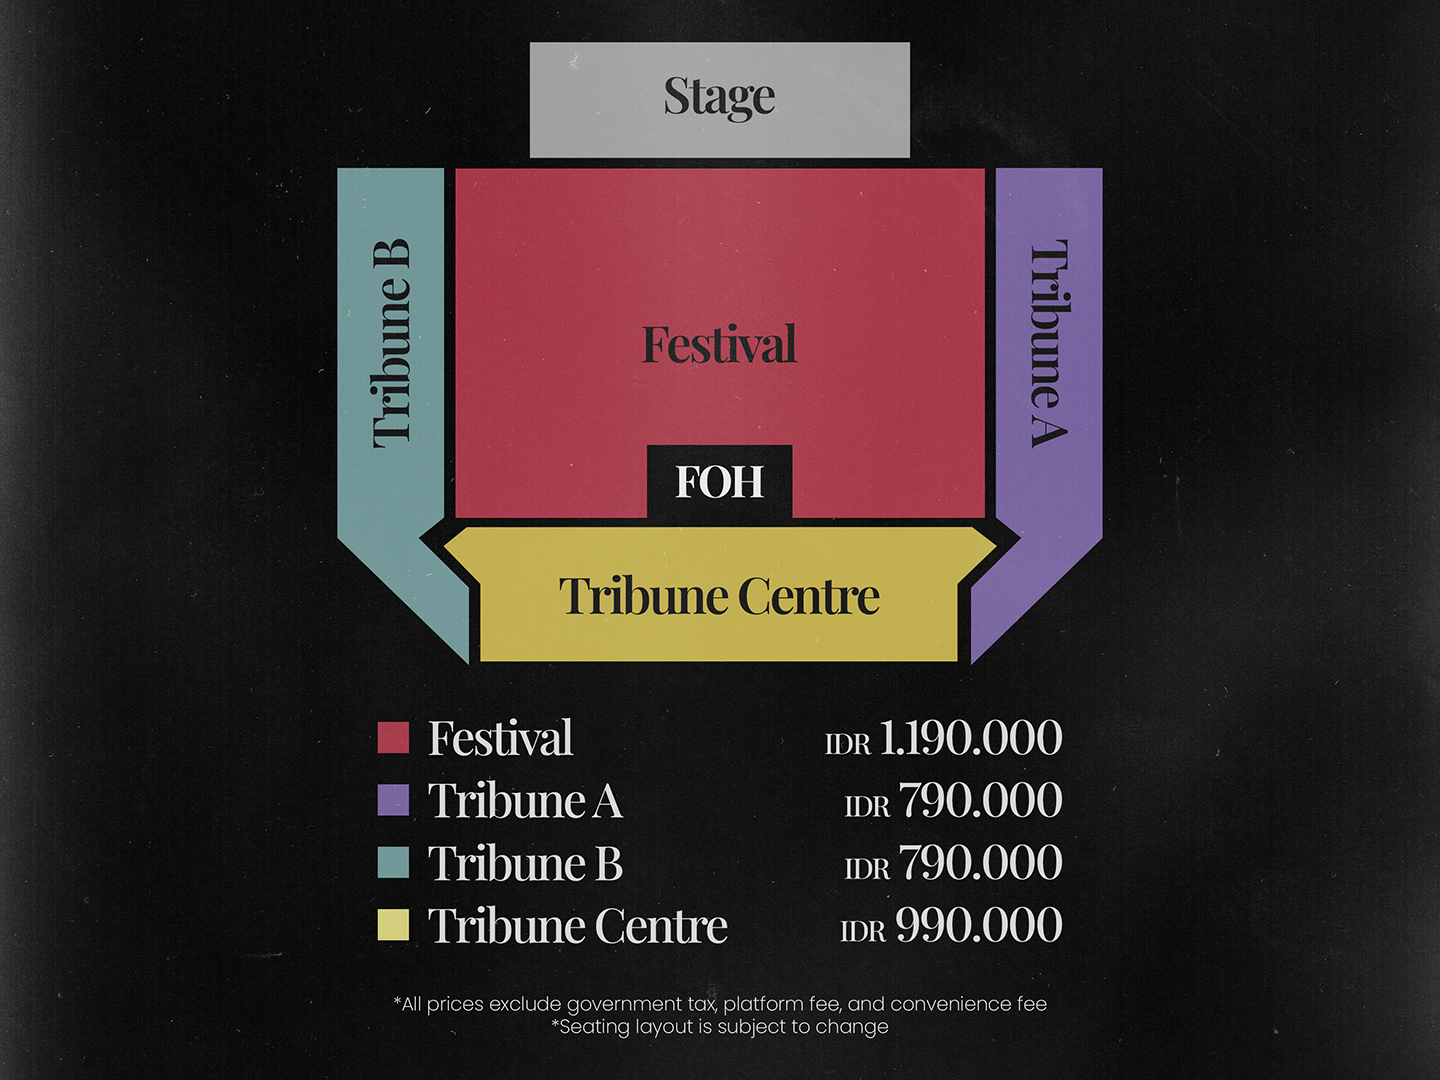 Stage
Tribune B
Festival
Tribune A
FOH
Tribune Centre
Festival IDR 1.190.000
Tribune A IDR 790.000
Tribune B IDR 790.000
Tribune Centre IDR 990.000
*All prices exclude government tax, platform fee, and convenience fee
*Seating layout is subject to change